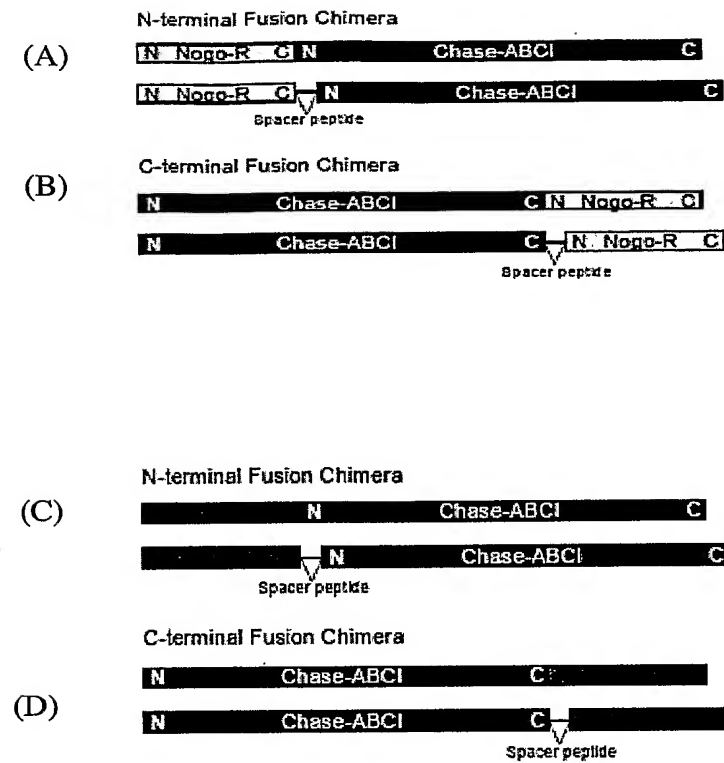 N-terminal Fusion Chimera
(A)
N Nogo-R C N Chase-ABCI C
N Nogo-R C N Chase-ABCI C
Spacer peptide
C-terminal Fusion Chimera
(B)
N Chase-ABCI C N Nogo-R C
N Chase-ABCI C N Nogo-R C
Spacer peptide
N-terminal Fusion Chimera
(C)
N Chase-ABCI C
N Chase-ABCI C
Spacer peptide
C-terminal Fusion Chimera
(D)
N Chase-ABCI C
N Chase-ABCI C
Spacer peptide